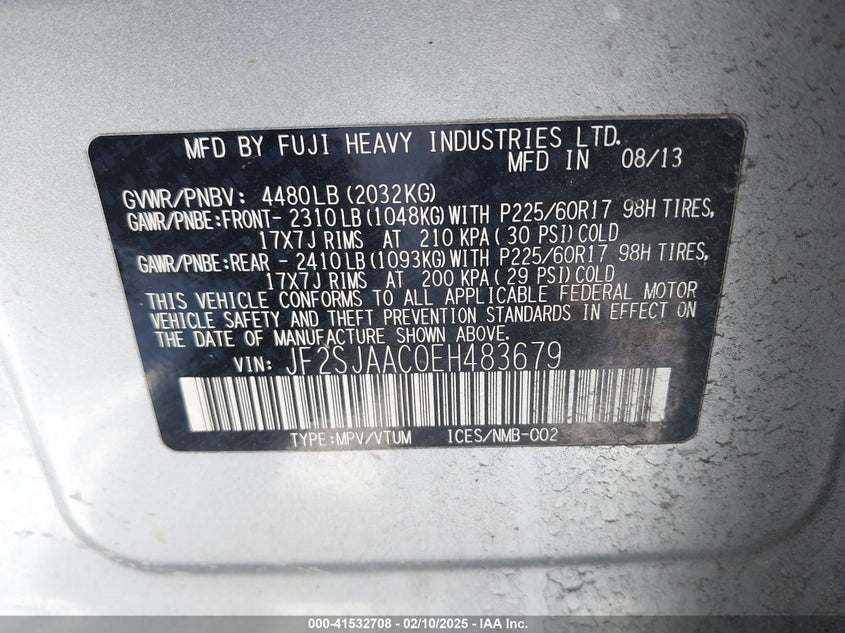 MFD BY FUJI HEAVY INDUSTRIES LTD.
MFD IN 08/13
GVWR/PNBV: 4480LB (2032KG)
GAWR/PNBE:FRONT- 2310LB (1048KG) WITH P225/60R17 98H TIRES,
17X7J RIMS AT 210 KPA ( 30 PSI) COLD
GAWR/PNBE:REAR - 2410LB (1093KG) WITH P225/60R17 98H TIRES,
17X7J RIMS AT 200 KPA ( 29 PSI) COLD
THIS VEHICLE CONFORMS TO ALL APPLICABLE FEDERAL MOTOR
VEHICLE SAFETY AND THEFT PREVENTION STANDARDS IN EFFECT ON
THE DATE OF MANUFACTURE SHOWN ABOVE.
VIN: JF2SJAAC0EH483679
TYPE:MPV/VTUM ICES/NMB-002
000-41532708 - 02/10/2025 - IAAI INC.